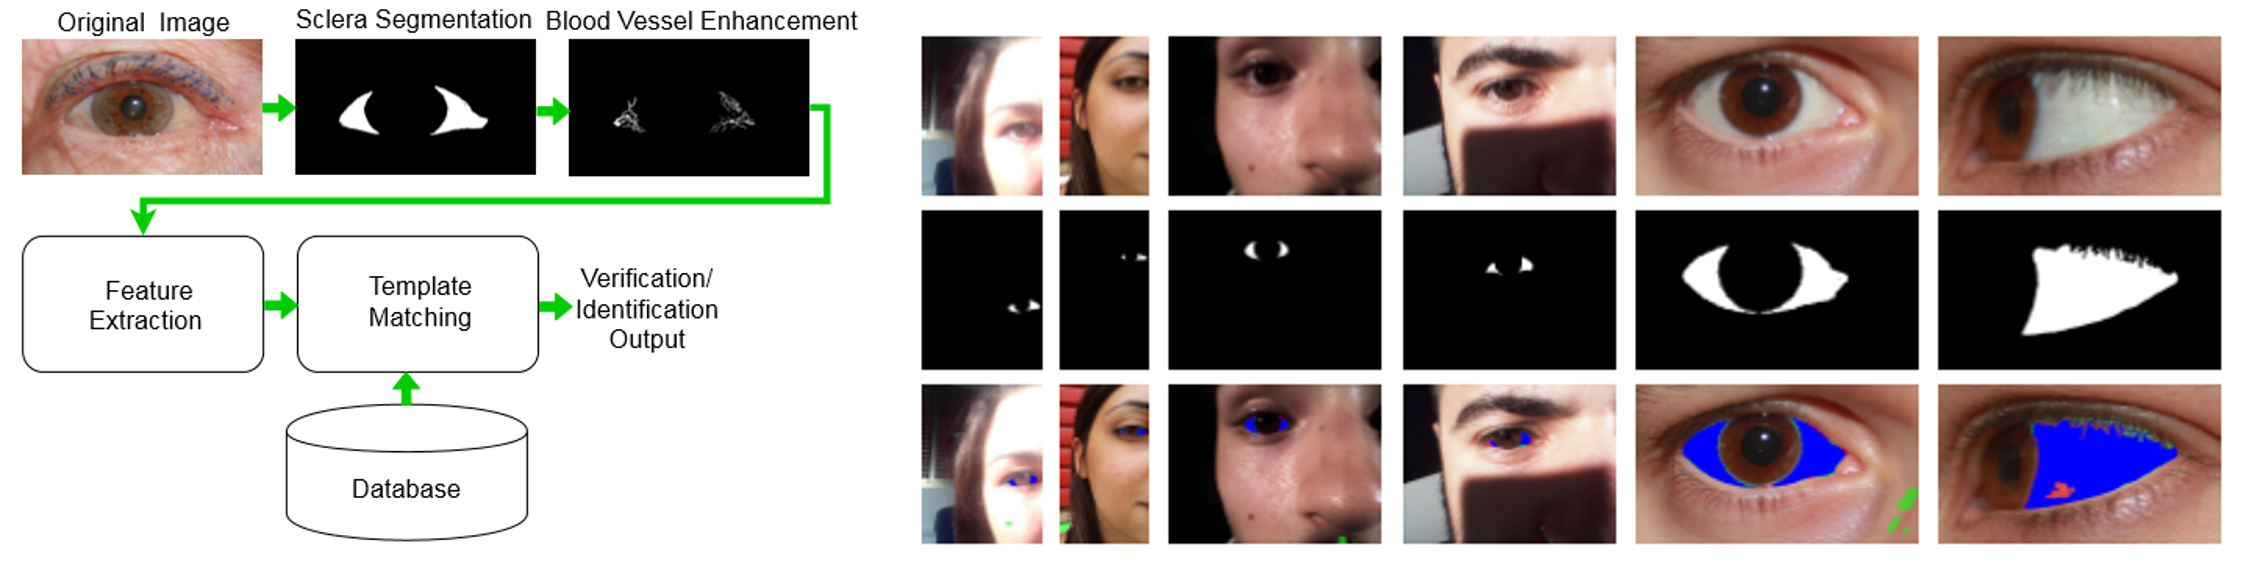 Original Image
Sclera Segmentation
Blood Vessel Enhancement
Feature
Extraction
Template
Matching
Verification/
Identification
Output
Database